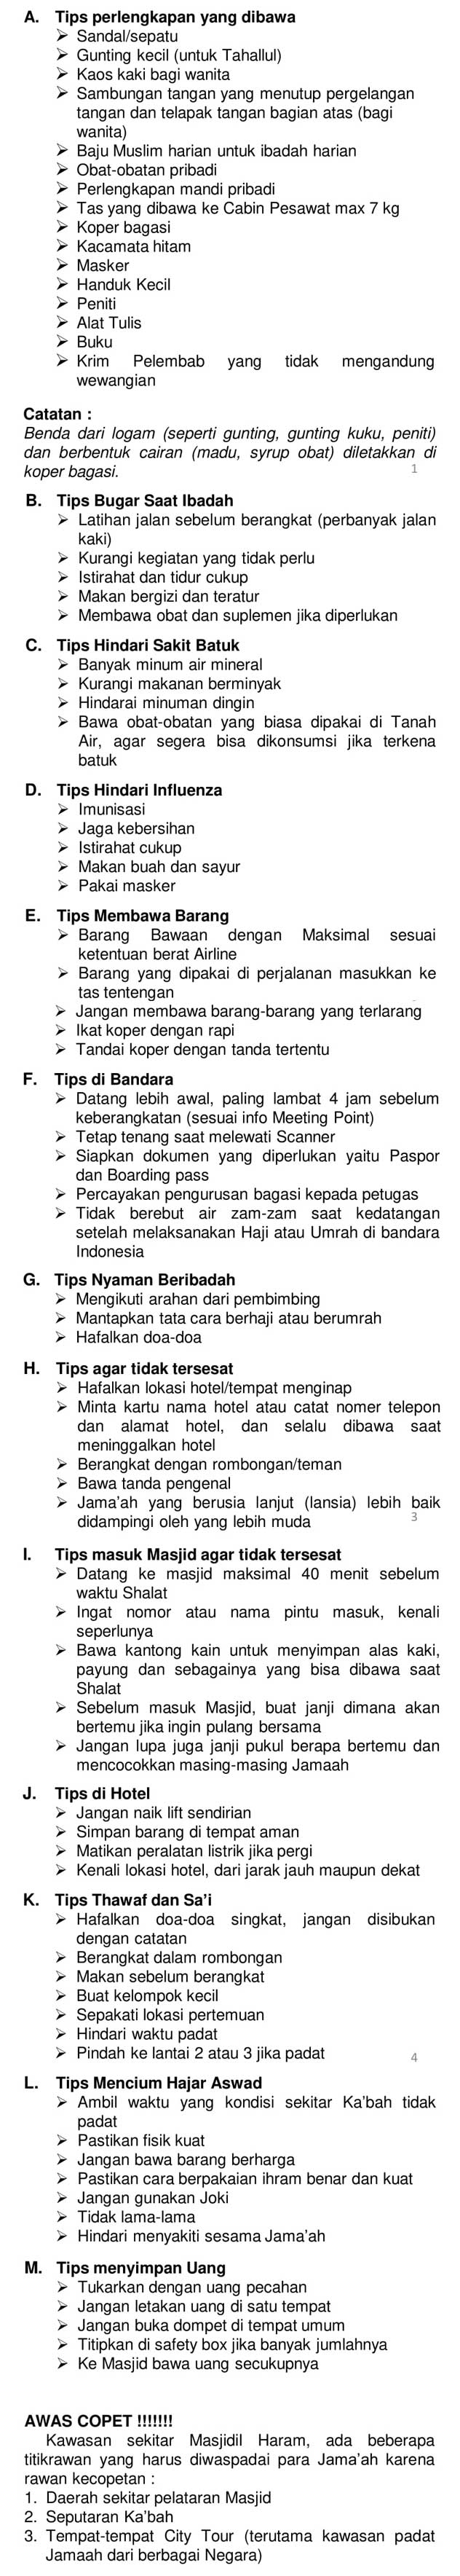 A. Tips perlengkapan yang dibawa
➢ Sandal/sepatu
➢ Gunting kecil (untuk Tahallul)
➢ Kaos kaki bagi wanita
➢ Sambungan tangan yang menutup pergelangan
tangan dan telapak tangan bagian atas (bagi
wanita)
➢ Baju Muslim harian untuk ibadah harian
➢ Obat-obatan pribadi
➢ Perlengkapan mandi pribadi
➢ Tas yang dibawa ke Cabin Pesawat max 7 kg
➢ Koper bagasi
➢ Kacamata hitam
➢ Masker
➢ Handuk Kecil
➢ Peniti
➢ Alat Tulis
➢ Buku
➢ Krim Pelembab yang tidak mengandung
wewangian
Catatan :
Benda dari logam (seperti gunting, gunting kuku, peniti)
dan berbentuk cairan (madu, syrup obat) diletakkan di
koper bagasi.
1
B. Tips Bugar Saat Ibadah
➢ Latihan jalan sebelum berangkat (perbanyak jalan
kaki)
➢ Kurangi kegiatan yang tidak perlu
➢ Istirahat dan tidur cukup
➢ Makan bergizi dan teratur
➢ Membawa obat dan suplemen jika diperlukan
C. Tips Hindari Sakit Batuk
➢ Banyak minum air mineral
➢ Kurangi makanan berminyak
➢ Hindarai minuman dingin
➢ Bawa obat-obatan yang biasa dipakai di Tanah
Air, agar segera bisa dikonsumsi jika terkena
batuk
D. Tips Hindari Influenza
➢ Imunisasi
➢ Jaga kebersihan
➢ Istirahat cukup
➢ Makan buah dan sayur
➢ Pakai masker
E. Tips Membawa Barang
➢ Barang Bawaan dengan Maksimal sesuai
ketentuan berat Airline
➢ Barang yang dipakai di perjalanan masukkan ke
tas tentengan
➢ Jangan membawa barang-barang yang terlarang
➢ Ikat koper dengan rapi
➢ Tandai koper dengan tanda tertentu
F. Tips di Bandara
➢ Datang lebih awal, paling lambat 4 jam sebelum
keberangkatan (sesuai info Meeting Point)
➢ Tetap tenang saat melewati Scanner
➢ Siapkan dokumen yang diperlukan yaitu Paspor
dan Boarding pass
➢ Percayakan pengurusan bagasi kepada petugas
➢ Tidak berebut air zam-zam saat kedatangan
setelah melaksanakan Haji atau Umrah di bandara
Indonesia
G. Tips Nyaman Beribadah
➢ Mengikuti arahan dari pembimbing
➢ Mantapkan tata cara berhaji atau berumrah
➢ Hafalkan doa-doa
H. Tips agar tidak tersesat
➢ Hafalkan lokasi hotel/tempat menginap
➢ Minta kartu nama hotel atau catat nomer telepon
dan alamat hotel, dan selalu dibawa saat
meninggalkan hotel
➢ Berangkat dengan rombongan/teman
➢ Bawa tanda pengenal
➢ Jama'ah yang berusia lanjut (lansia) lebih baik
didampingi oleh yang lebih muda
3
I. Tips masuk Masjid agar tidak tersesat
➢ Datang ke masjid maksimal 40 menit sebelum
waktu Shalat
➢ Ingat nomor atau nama pintu masuk, kenali
seperlunya
➢ Bawa kantong kain untuk menyimpan alas kaki,
payung dan sebagainya yang bisa dibawa saat
Shalat
➢ Sebelum masuk Masjid, buat janji dimana akan
bertemu jika ingin pulang bersama
➢ Jangan lupa juga janji pukul berapa bertemu dan
mencocokkan masing-masing Jamaah
J. Tips di Hotel
➢ Jangan naik lift sendirian
➢ Simpan barang di tempat aman
➢ Matikan peralatan listrik jika pergi
➢ Kenali lokasi hotel, dari jarak jauh maupun dekat
K. Tips Thawaf dan Sa'i
➢ Hafalkan doa-doa singkat, jangan disibukan
dengan catatan
➢ Berangkat dalam rombongan
➢ Makan sebelum berangkat
➢ Buat kelompok kecil
➢ Sepakati lokasi pertemuan
➢ Hindari waktu padat
➢ Pindah ke lantai 2 atau 3 jika padat
4
L. Tips Mencium Hajar Aswad
➢ Ambil waktu yang kondisi sekitar Ka'bah tidak
padat
➢ Pastikan fisik kuat
➢ Jangan bawa barang berharga
➢ Pastikan cara berpakaian ihram benar dan kuat
➢ Jangan gunakan Joki
➢ Tidak lama-lama
➢ Hindari menyakiti sesama Jama'ah
M. Tips menyimpan Uang
➢ Tukarkan dengan uang pecahan
➢ Jangan letakan uang di satu tempat
➢ Jangan buka dompet di tempat umum
➢ Titipkan di safety box jika banyak jumlahnya
➢ Ke Masjid bawa uang secukupnya
AWAS COPET !!!!!!!
Kawasan sekitar Masjidil Haram, ada beberapa
titikrawan yang harus diwaspadai para Jama'ah karena
rawan kecopetan :
1. Daerah sekitar pelataran Masjid
2. Seputaran Ka'bah
3. Tempat-tempat City Tour (terutama kawasan padat
Jamaah dari berbagai Negara)